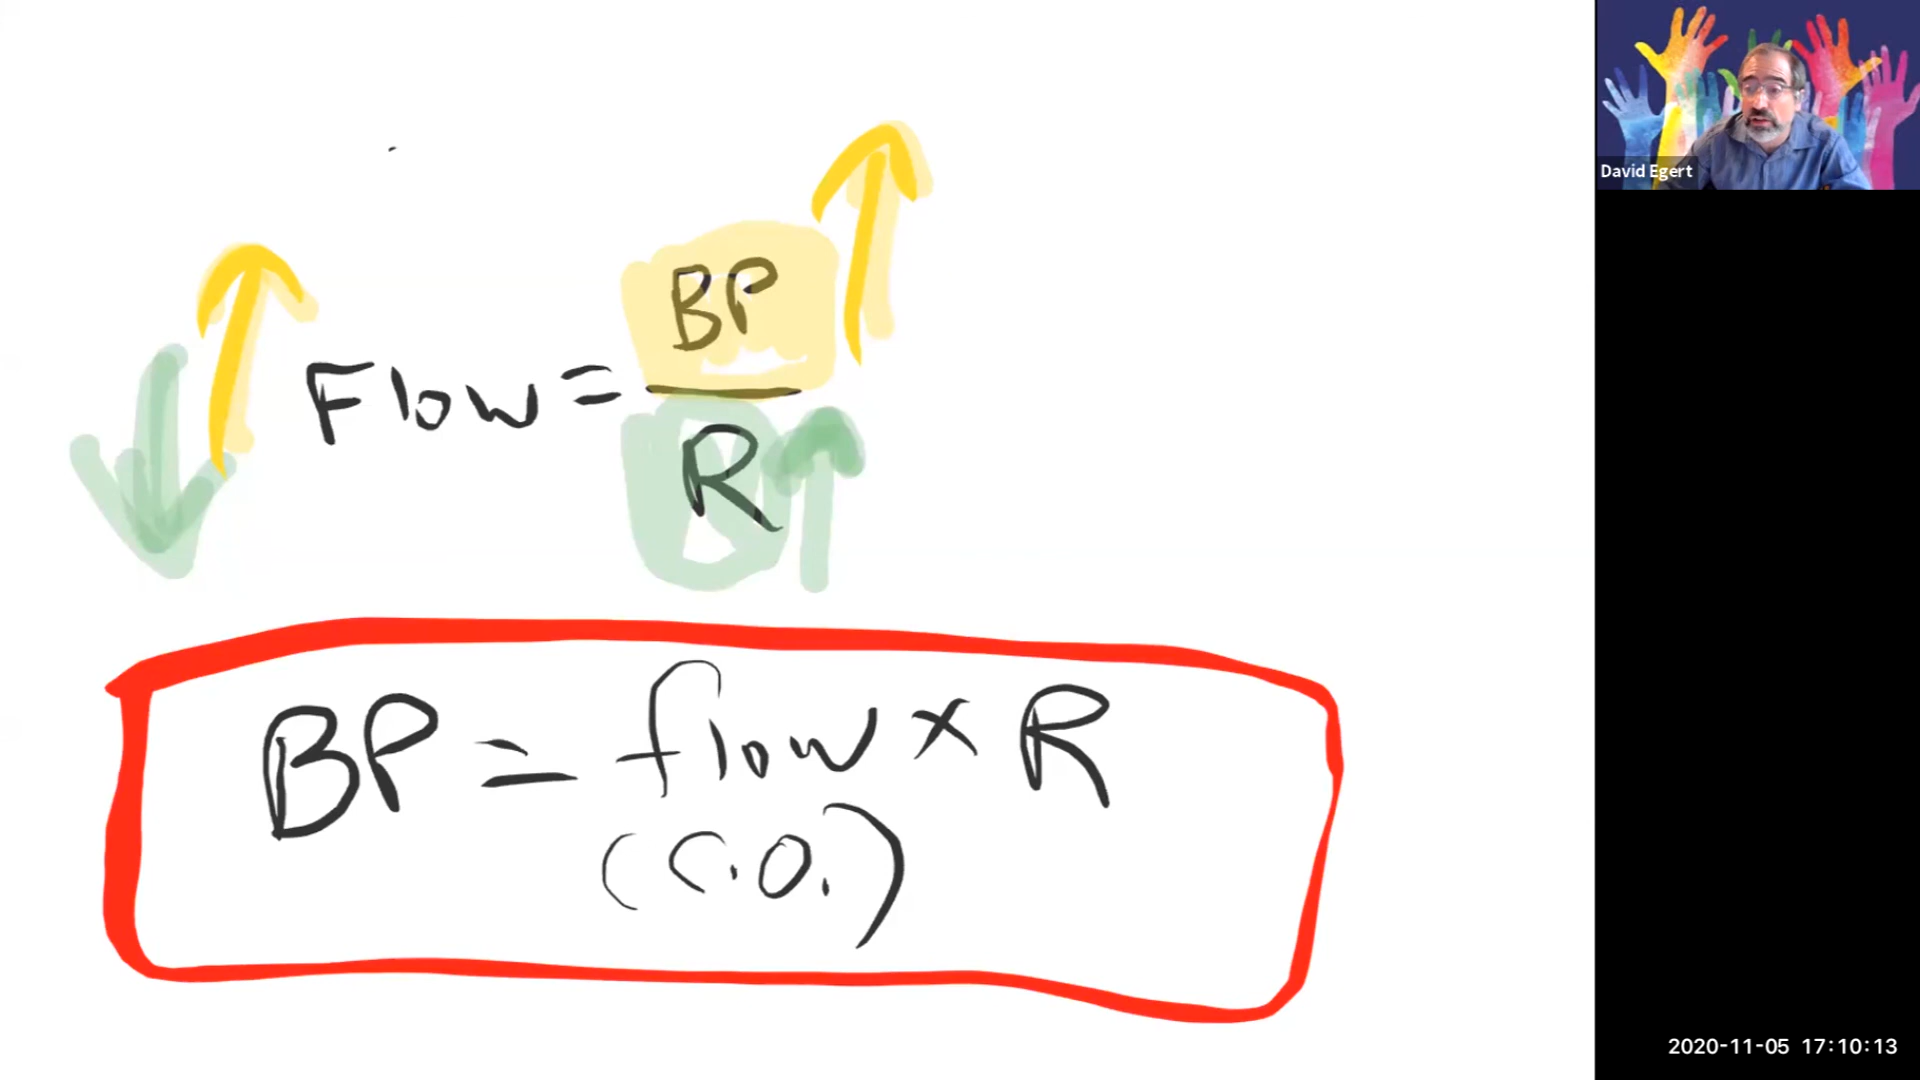 David Egert
Flow = BP
R
BP = flow x R
(C.O.)
2020-11-05 17:10:13